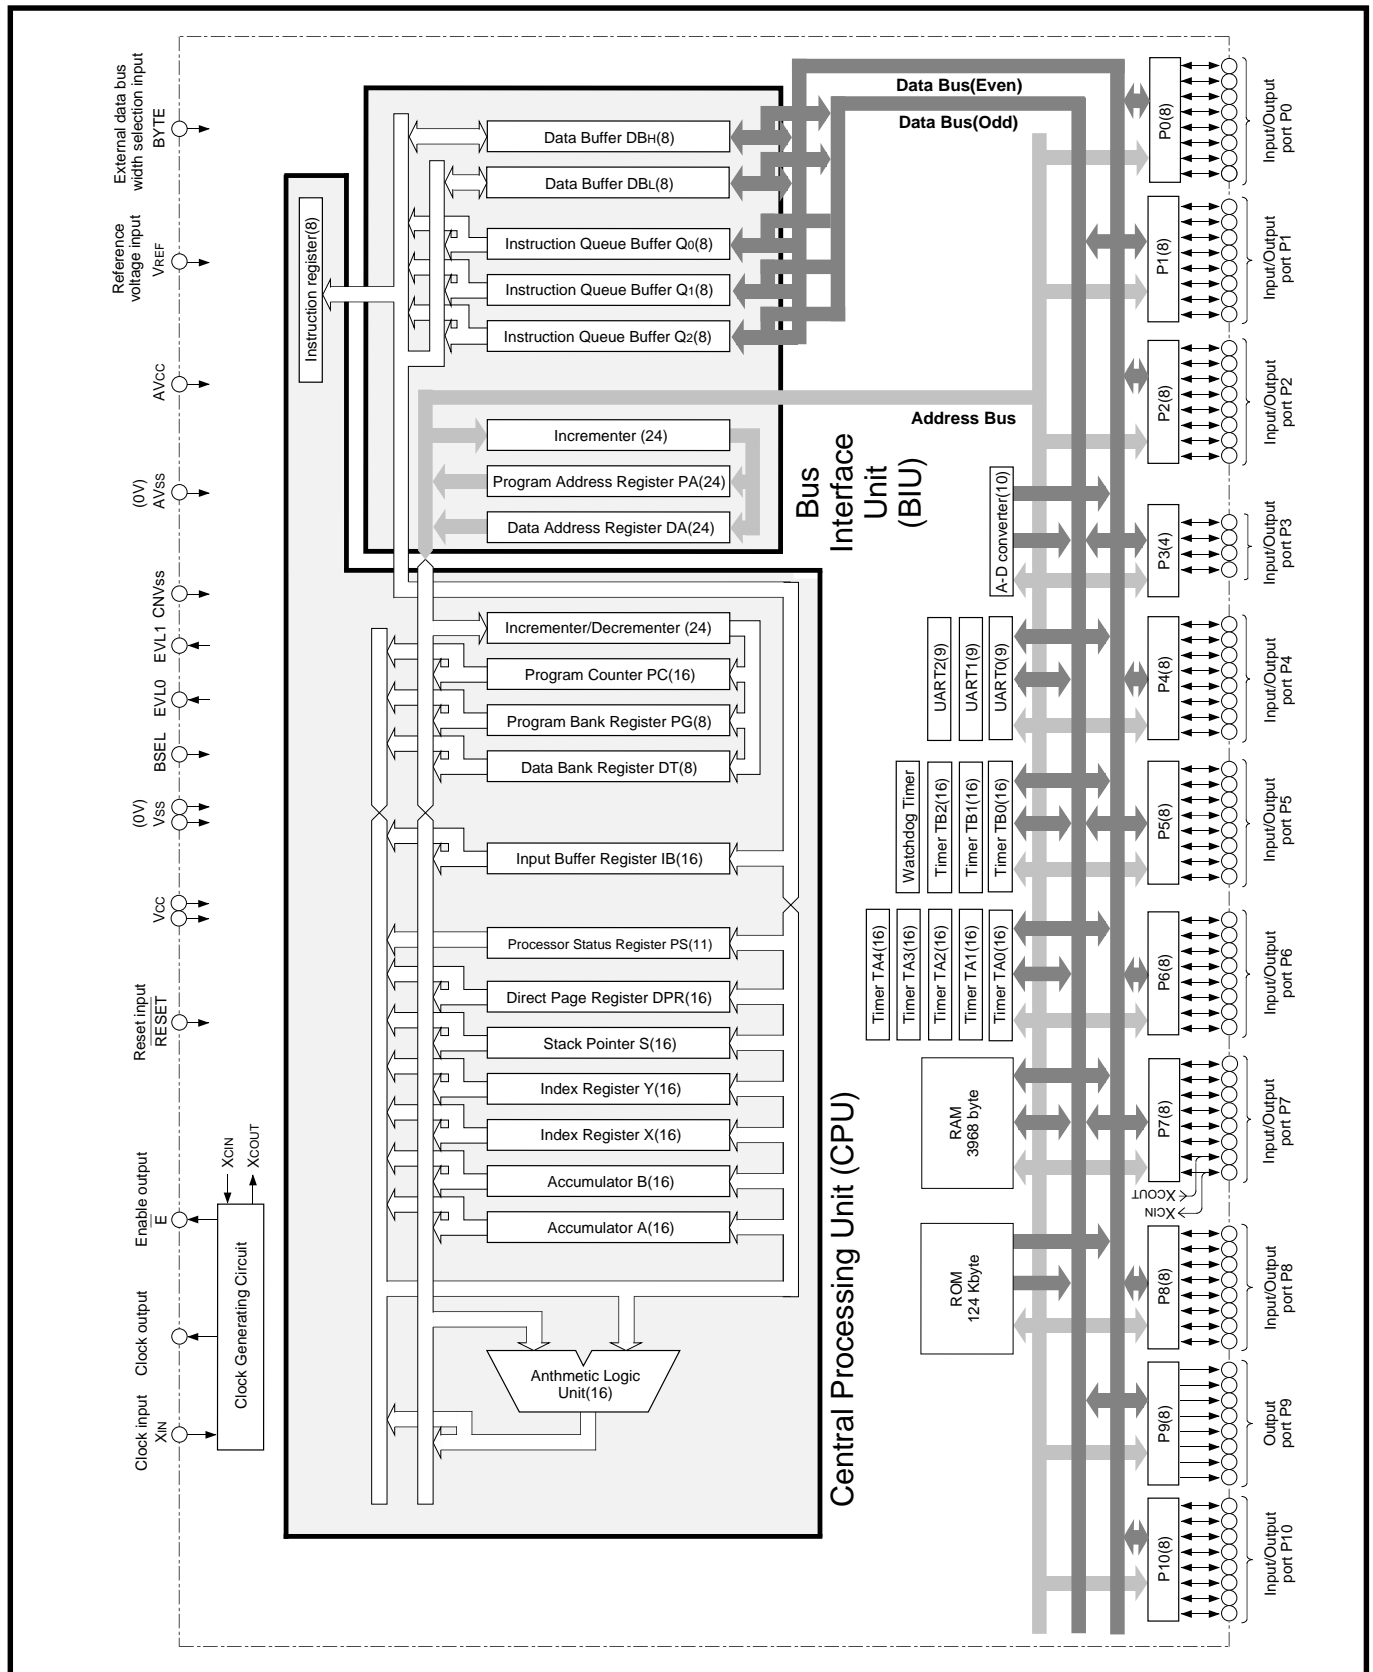 External data bus
width selection input
BYTE
Reference
voltage input
VREF
AVCC
(0V)
AVSS
CNVSS
EVL1
EVL0
BSEL
(0V)
VSS
VCC
Reset input
RESET
XCIN
XCOUT
Enable output
E
Clock output
Clock input
XIN
Clock Generating Circuit
Instruction register(8)
Data Buffer DBH(8)
Data Buffer DBL(8)
Instruction Queue Buffer Q0(8)
Instruction Queue Buffer Q1(8)
Instruction Queue Buffer Q2(8)
Incrementer (24)
Program Address Register PA(24)
Data Address Register DA(24)
Bus
Interface
Unit
(BIU)
Incrementer/Decrementer (24)
Program Counter PC(16)
Program Bank Register PG(8)
Data Bank Register DT(8)
Input Buffer Register IB(16)
Processor Status Register PS(11)
Direct Page Register DPR(16)
Stack Pointer S(16)
Index Register Y(16)
Index Register X(16)
Accumulator B(16)
Accumulator A(16)
Anthmetic Logic
Unit(16)
Central Processing Unit (CPU)
Data Bus(Even)
Data Bus(Odd)
Address Bus
A-D converter(10)
UART2(9)
UART1(9)
UART0(9)
Watchdog Timer
Timer TB2(16)
Timer TB1(16)
Timer TB0(16)
Timer TA4(16)
Timer TA3(16)
Timer TA2(16)
Timer TA1(16)
Timer TA0(16)
RAM
3968 byte
ROM
124 Kbyte
P0(8)
Input/Output
port P0
P1(8)
Input/Output
port P1
P2(8)
Input/Output
port P2
P3(4)
Input/Output
port P3
P4(8)
Input/Output
port P4
P5(8)
Input/Output
port P5
P6(8)
Input/Output
port P6
P7(8)
Input/Output
port P7
XCOUT
XCIN
P8(8)
Input/Output
port P8
P9(8)
Output
port P9
P10(8)
Input/Output
port P10